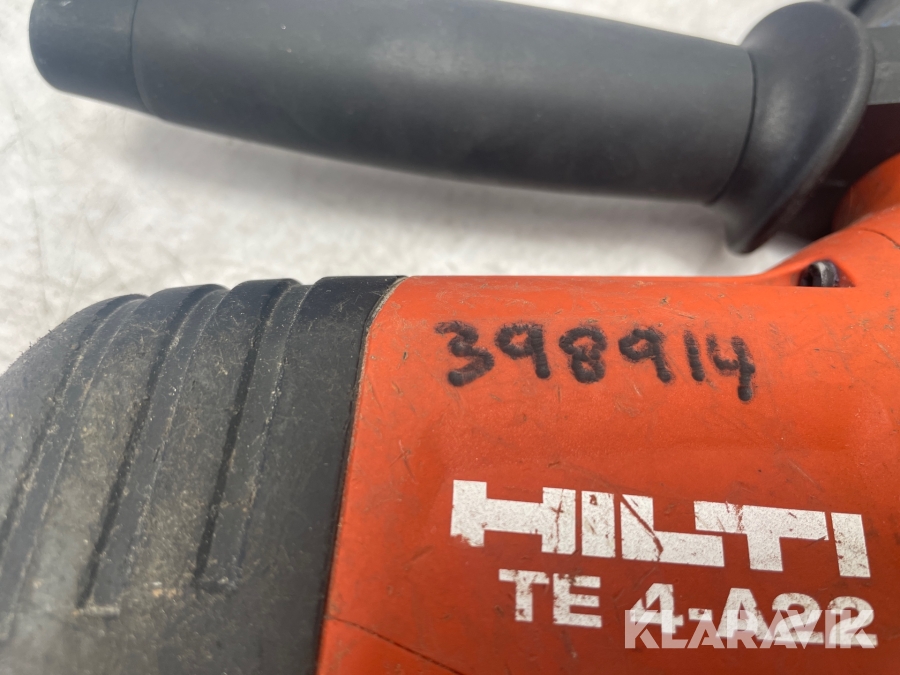 398914
HILTI
TE 4-A22
KLARAVIK